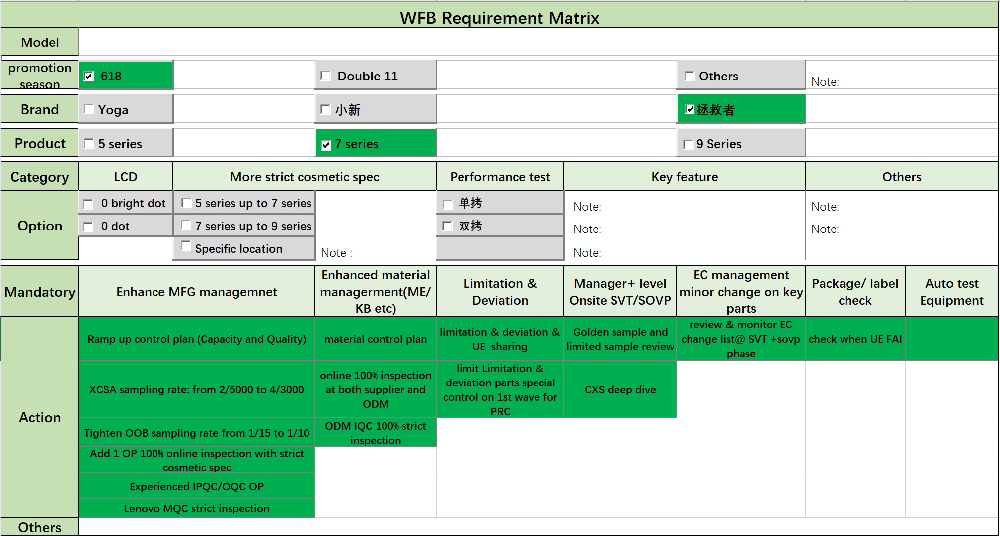 WFB Requirement Matrix
Model
promotion
season
618
Double 11
Others
Note:
Brand
Yoga
小新
拯救者
Product
5 series
7 series
9 Series
Category
LCD
More strict cosmetic spec
Performance test
Key feature
Others
Option
0 bright dot
5 series up to 7 series
单拷
Note:
Note:
0 dot
7 series up to 9 series
双拷
Note:
Note:
Specific location
Note :
Note:
Mandatory
Enhance MFG managemnet
Enhanced material
managerment(ME/
KB etc)
Limitation &
Deviation
Manager+ level
Onsite SVT/SOVP
EC management
minor change on key
parts
Package/ label
check
Auto test
Equipment
Action
Ramp up control plan (Capacity and Quality)
material control plan
limitation & deviation &
UE  sharing
Golden sample and
limited sample review
review & monitor EC
change list@ SVT +sovp
phase
check when UE FAI
XCSA sampling rate: from 2/5000 to 4/3000
online 100% inspection
at both supplier and
ODM
limit Limitation &
deviation parts special
control on 1st wave for
PRC
CXS deep dive
Tighten OOB sampling rate from 1/15 to 1/10
ODM IQC 100% strict
inspection
Add 1 OP 100% online inspection with strict
cosmetic spec
Experienced IPQC/OQC OP
Lenovo MQC strict inspection
Others